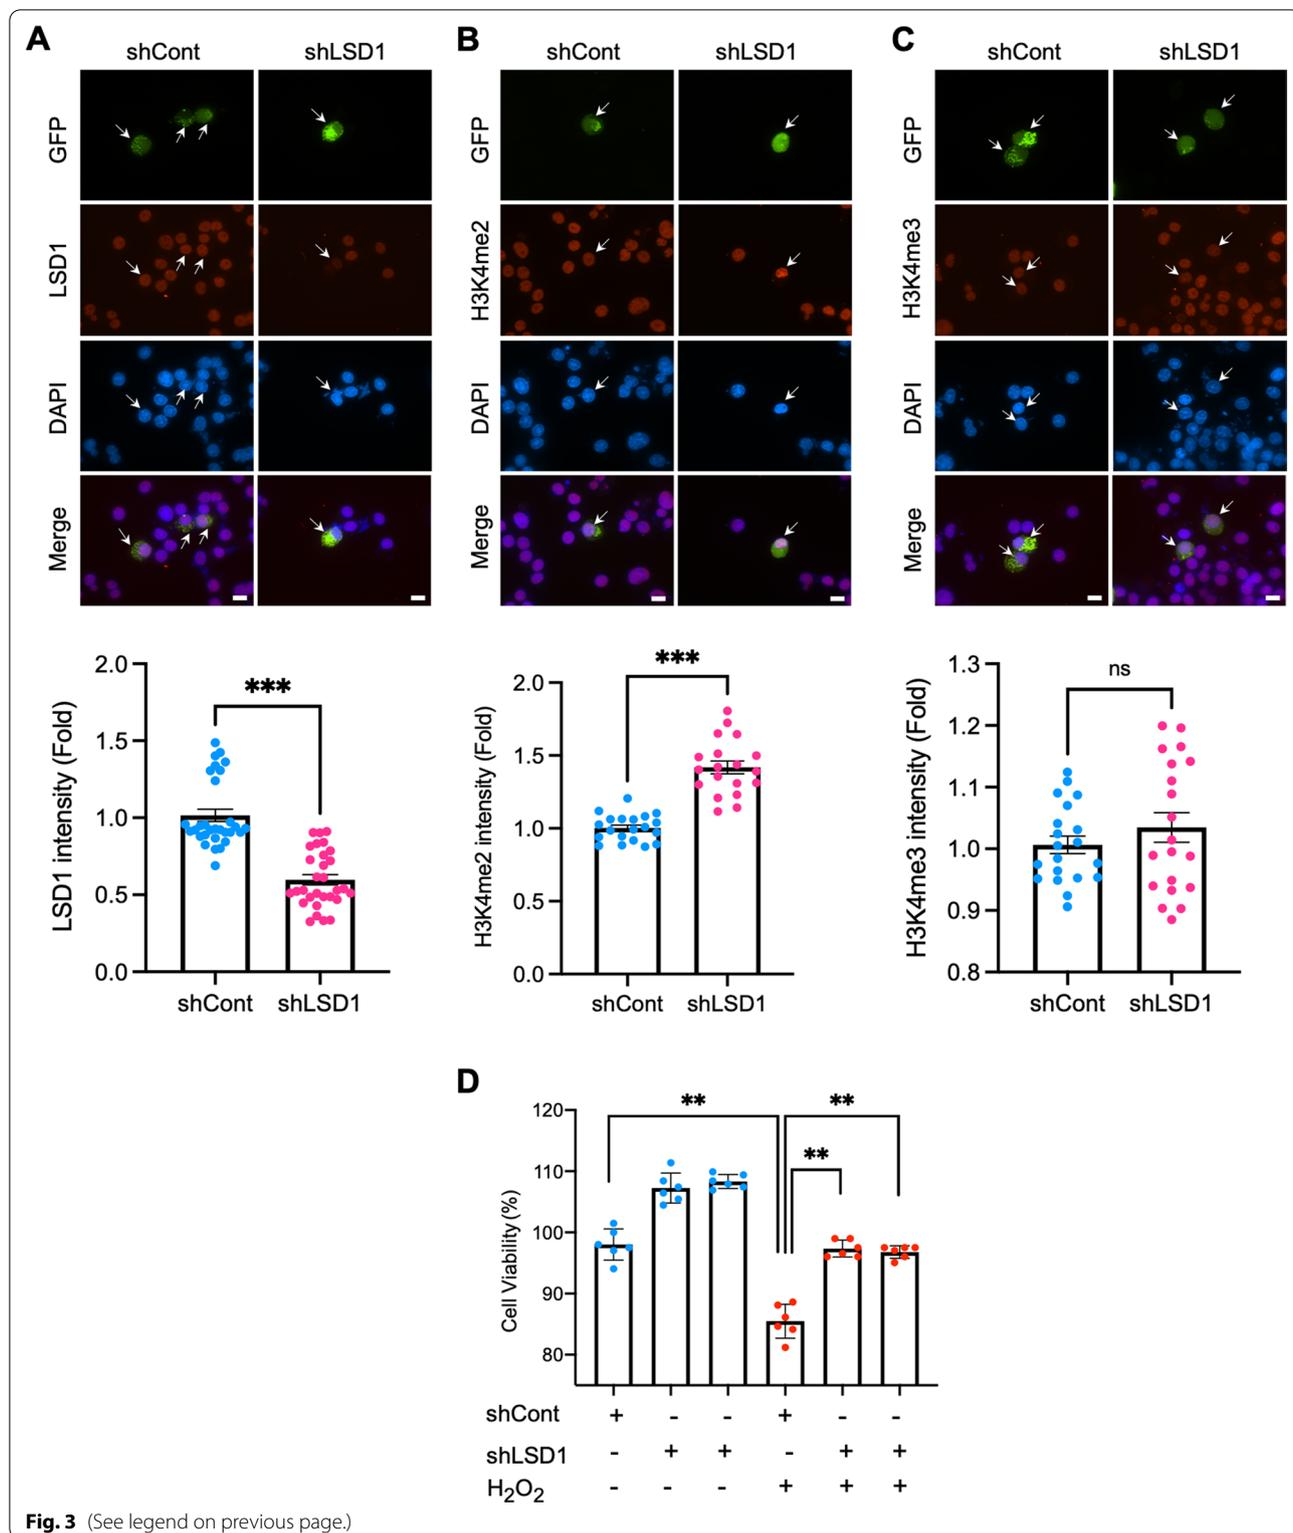 A B C
shCont shLSD1 shCont shLSD1 shCont shLSD1
GFP GFP GFP
LSD1 H3K4me2 H3K4me3
DAPI DAPI DAPI
Merge Merge Merge
LSD1 intensity (Fold)
2.0
1.5
1.0
0.5
0.0
***
shCont shLSD1
H3K4me2 intensity (Fold)
2.0
1.5
1.0
0.5
0.0
***
shCont shLSD1
H3K4me3 intensity (Fold)
1.3
1.2
1.1
1.0
0.9
0.8
ns
shCont shLSD1
D
Cell Viability (%)
120
110
100
90
80
** **
**
shCont + - - + - -
shLSD1 - + + - + +
H₂O₂ - - - + + +
Fig. 3 (See legend on previous page.)